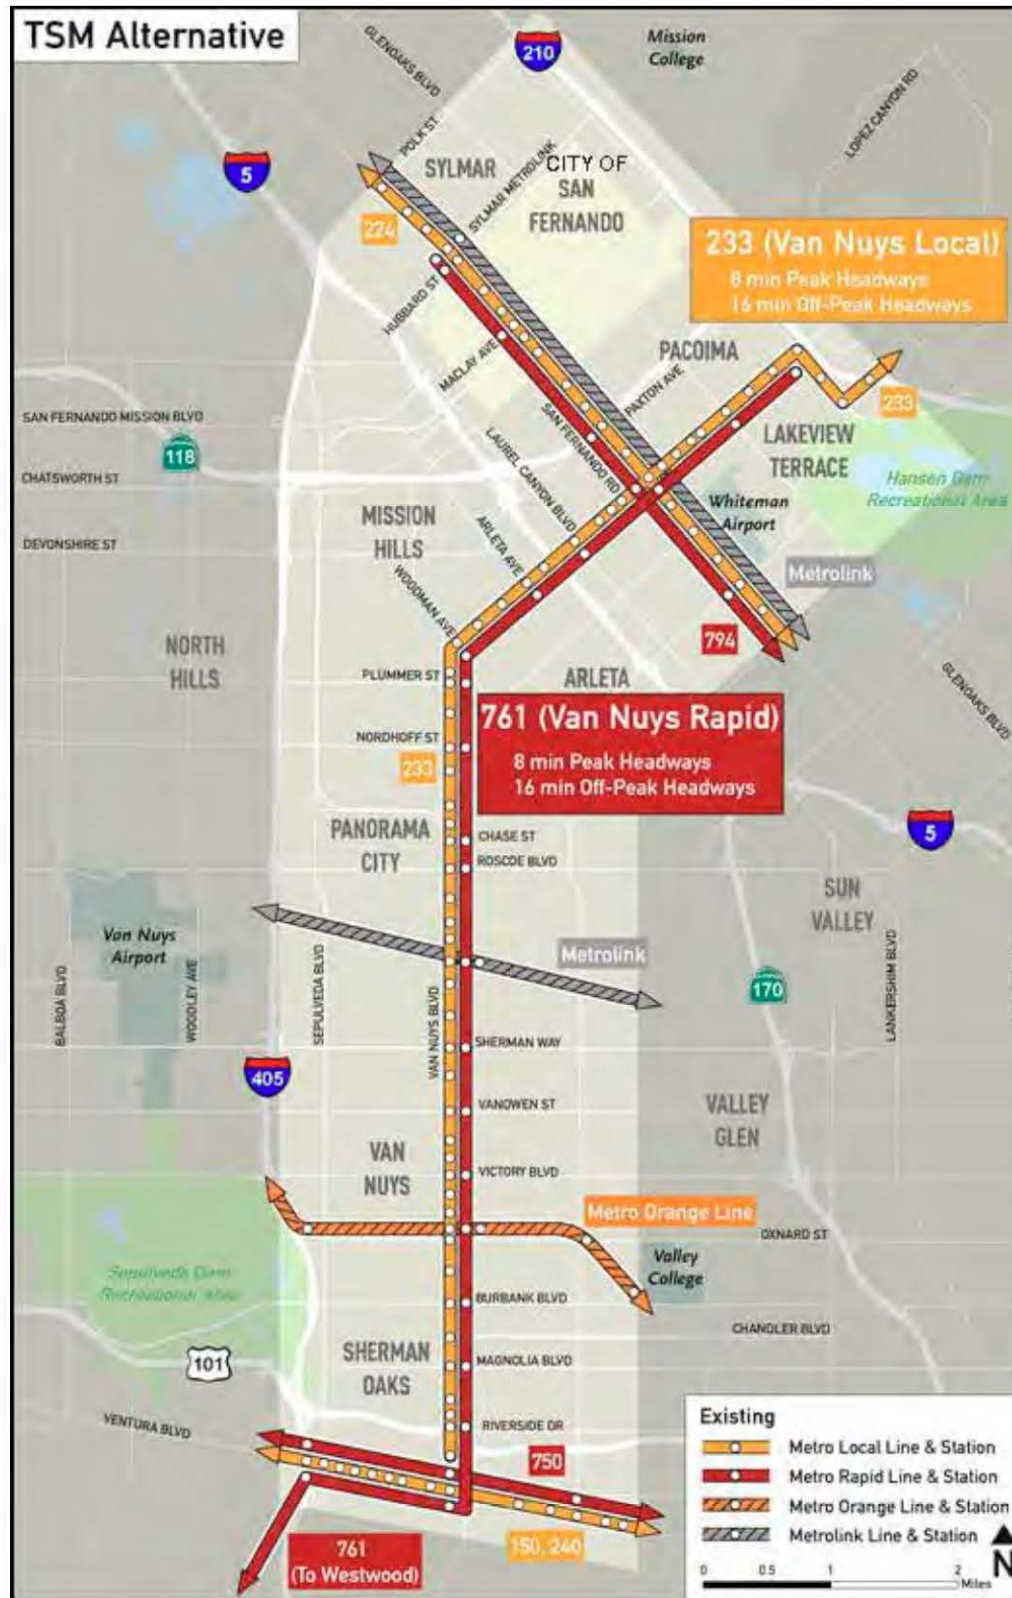 TSM Alternative
210
Mission
College
GLENOAKS BLVD
POLK ST
LOPEZ CANYON RD
5
SYLMAR
SYLMAR METROLINK
CITY OF
SAN
FERNANDO
224
233 (Van Nuys Local)
8 min Peak Headways
16 min Off-Peak Headways
HUBBARD ST
MACLAY AVE
PACOIMA
PAXTON AVE
233
SAN FERNANDO MISSION BLVD
118
SAN FERNANDO RD
LAUREL CANYON BLVD
LAKEVIEW
TERRACE
CHATSWORTH ST
Hansen Dam
Recreational Area
Whiteman
Airport
MISSION
HILLS
ARLETA AVE
DEVONSHIRE ST
WOODMAN AVE
Metrolink
NORTH
HILLS
794
PLUMMER ST
ARLETA
GLENOAKS BLVD
761 (Van Nuys Rapid)
8 min Peak Headways
16 min Off-Peak Headways
NORDHOFF ST
233
PANORAMA
CITY
CHASE ST
ROSCOE BLVD
5
SUN
VALLEY
Van Nuys
Airport
Metrolink
170
BALBOA BLVD
WOODLEY AVE
SEPULVEDA BLVD
VAN NUYS BLVD
LANKERSHIM BLVD
SHERMAN WAY
405
VANOWEN ST
VALLEY
GLEN
VAN
NUYS
VICTORY BLVD
Metro Orange Line
OXNARD ST
Valley
College
Sepulveda Dam
Recreational Area
BURBANK BLVD
CHANDLER BLVD
101
SHERMAN
OAKS
MAGNOLIA BLVD
VENTURA BLVD
RIVERSIDE DR
750
150, 240
761
(To Westwood)
Existing
Metro Local Line & Station
Metro Rapid Line & Station
Metro Orange Line & Station
Metrolink Line & Station
N
0 0.5 1 2
Miles